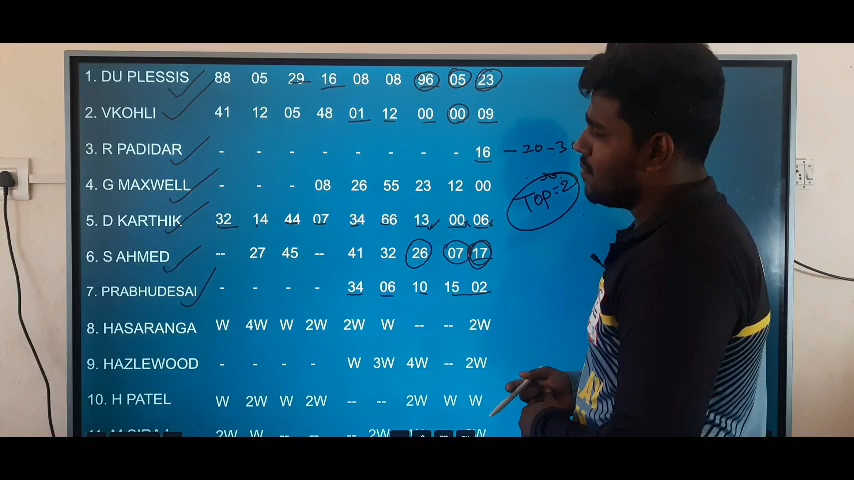 1. DU PLESSIS 88 05 29 16 08 08 96 05 23
2. VKOHLI 41 12 05 48 01 12 00 00 09
3. R PADIDAR - - - - - - - - 16 - 20 - 30
4. G MAXWELL - - - 08 26 55 23 12 00
Top=2
5. D KARTHIK 32 14 44 07 34 66 13 00 06
6. S AHMED -- 27 45 -- 41 32 26 07 17
7. PRABHUDESAI - - - - 34 06 10 15 02
8. HASARANGA W 4W W 2W 2W W -- -- 2W
9. HAZLEWOOD - - - - W 3W 4W -- 2W
10. H PATEL W 2W W 2W -- -- 2W W W
2W W -- -- 2W